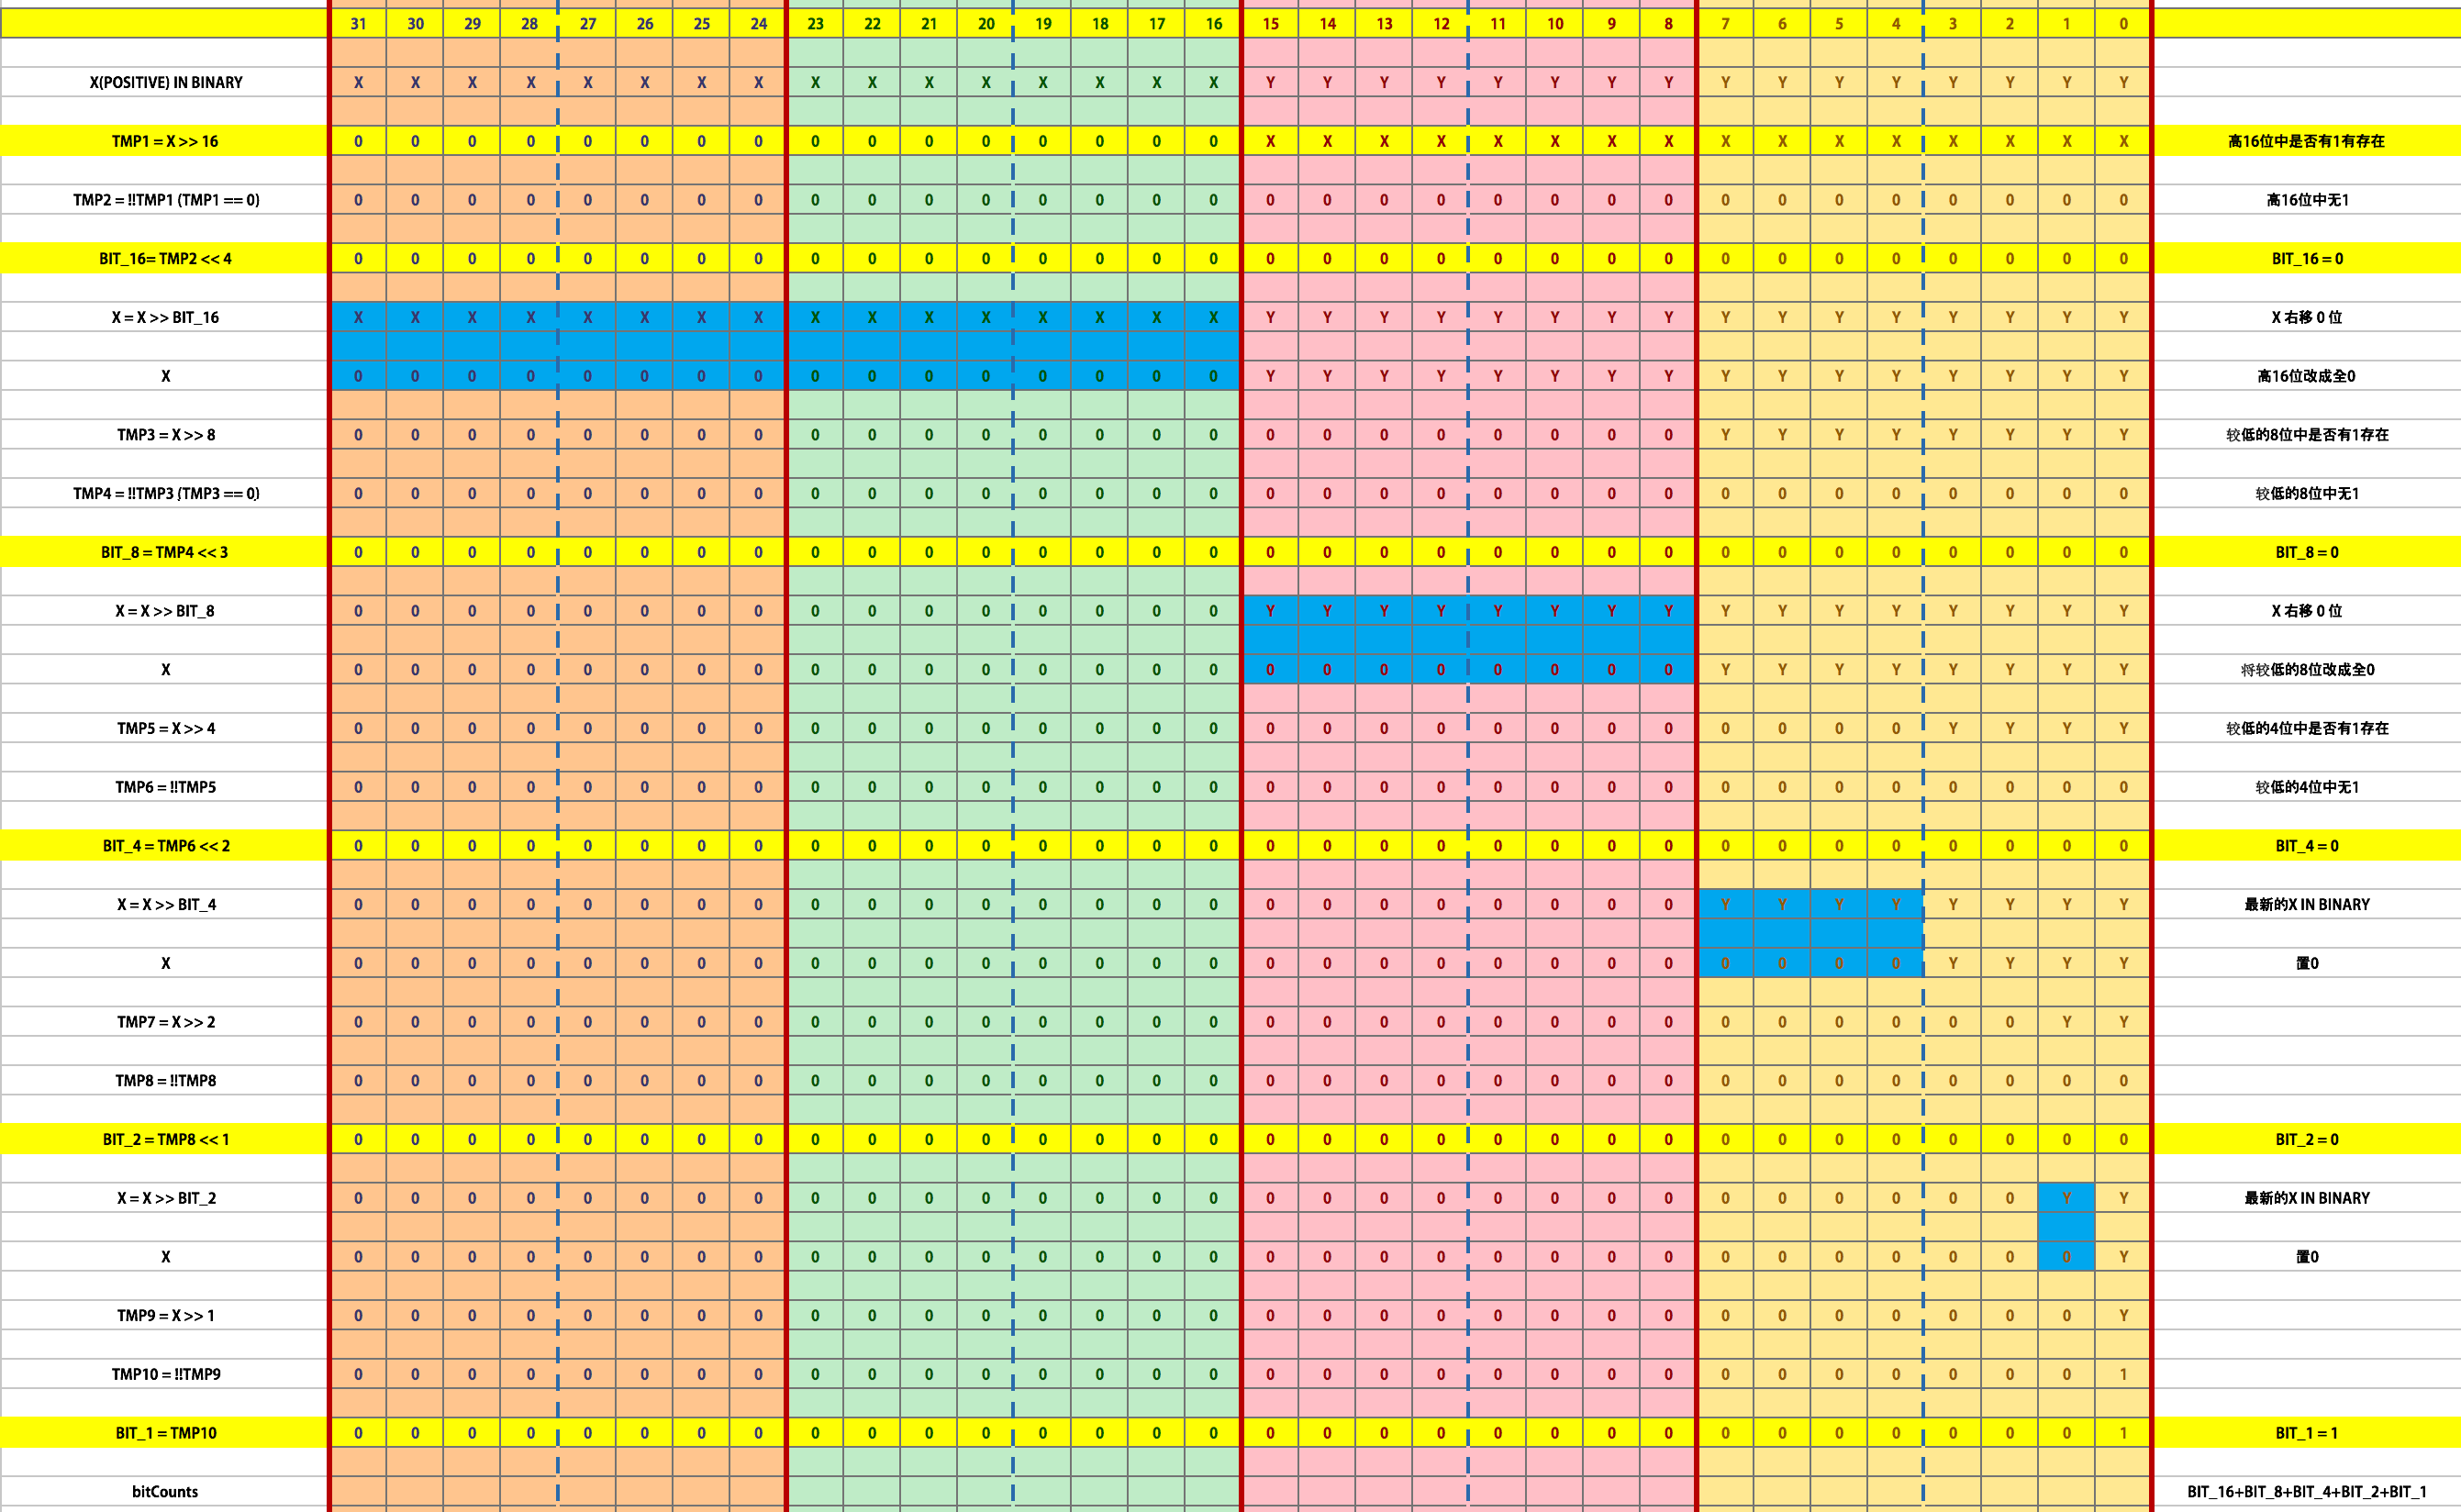 31 30 29 28 27 26 25 24 23 22 21 20 19 18 17 16 15 14 13 12 11 10 9 8 7 6 5 4 3 2 1 0
X(POSITIVE) IN BINARY X X X X X X X X X X X X X X X X Y Y Y Y Y Y Y Y Y Y Y Y Y Y Y Y
TMP1 = X >> 16 0 0 0 0 0 0 0 0 0 0 0 0 0 0 0 0 X X X X X X X X X X X X X X X X 高16位中是否有1有存在
TMP2 = !!TMP1 (TMP1 == 0) 0 0 0 0 0 0 0 0 0 0 0 0 0 0 0 0 0 0 0 0 0 0 0 0 0 0 0 0 0 0 0 0 高16位中无1
BIT_16= TMP2 << 4 0 0 0 0 0 0 0 0 0 0 0 0 0 0 0 0 0 0 0 0 0 0 0 0 0 0 0 0 0 0 0 0 BIT_16 = 0
X = X >> BIT_16 X X X X X X X X X X X X X X X X Y Y Y Y Y Y Y Y Y Y Y Y Y Y Y Y X 右移 0 位
X 0 0 0 0 0 0 0 0 0 0 0 0 0 0 0 0 Y Y Y Y Y Y Y Y Y Y Y Y Y Y Y Y 高16位改成全0
TMP3 = X >> 8 0 0 0 0 0 0 0 0 0 0 0 0 0 0 0 0 0 0 0 0 0 0 0 0 Y Y Y Y Y Y Y Y 较低的8位中是否有1存在
TMP4 = !!TMP3 (TMP3 == 0) 0 0 0 0 0 0 0 0 0 0 0 0 0 0 0 0 0 0 0 0 0 0 0 0 0 0 0 0 0 0 0 0 较低的8位中无1
BIT_8 = TMP4 << 3 0 0 0 0 0 0 0 0 0 0 0 0 0 0 0 0 0 0 0 0 0 0 0 0 0 0 0 0 0 0 0 0 BIT_8 = 0
X = X >> BIT_8 0 0 0 0 0 0 0 0 0 0 0 0 0 0 0 0 Y Y Y Y Y Y Y Y Y Y Y Y Y Y Y Y X 右移 0 位
X 0 0 0 0 0 0 0 0 0 0 0 0 0 0 0 0 0 0 0 0 0 0 0 0 Y Y Y Y Y Y Y Y 将较低的8位改成全0
TMP5 = X >> 4 0 0 0 0 0 0 0 0 0 0 0 0 0 0 0 0 0 0 0 0 0 0 0 0 0 0 0 0 Y Y Y Y 较低的4位中是否有1存在
TMP6 = !!TMP5 0 0 0 0 0 0 0 0 0 0 0 0 0 0 0 0 0 0 0 0 0 0 0 0 0 0 0 0 0 0 0 0 较低的4位中无1
BIT_4 = TMP6 << 2 0 0 0 0 0 0 0 0 0 0 0 0 0 0 0 0 0 0 0 0 0 0 0 0 0 0 0 0 0 0 0 0 BIT_4 = 0
X = X >> BIT_4 0 0 0 0 0 0 0 0 0 0 0 0 0 0 0 0 0 0 0 0 0 0 0 0 Y Y Y Y Y Y Y Y 最新的X IN BINARY
X 0 0 0 0 0 0 0 0 0 0 0 0 0 0 0 0 0 0 0 0 0 0 0 0 0 0 0 0 Y Y Y Y 置0
TMP7 = X >> 2 0 0 0 0 0 0 0 0 0 0 0 0 0 0 0 0 0 0 0 0 0 0 0 0 0 0 0 0 0 0 Y Y
TMP8 = !!TMP8 0 0 0 0 0 0 0 0 0 0 0 0 0 0 0 0 0 0 0 0 0 0 0 0 0 0 0 0 0 0 0 0
BIT_2 = TMP8 << 1 0 0 0 0 0 0 0 0 0 0 0 0 0 0 0 0 0 0 0 0 0 0 0 0 0 0 0 0 0 0 0 0 BIT_2 = 0
X = X >> BIT_2 0 0 0 0 0 0 0 0 0 0 0 0 0 0 0 0 0 0 0 0 0 0 0 0 0 0 0 0 0 0 Y Y 最新的X IN BINARY
X 0 0 0 0 0 0 0 0 0 0 0 0 0 0 0 0 0 0 0 0 0 0 0 0 0 0 0 0 0 0 0 Y 置0
TMP9 = X >> 1 0 0 0 0 0 0 0 0 0 0 0 0 0 0 0 0 0 0 0 0 0 0 0 0 0 0 0 0 0 0 0 Y
TMP10 = !!TMP9 0 0 0 0 0 0 0 0 0 0 0 0 0 0 0 0 0 0 0 0 0 0 0 0 0 0 0 0 0 0 0 1
BIT_1 = TMP10 0 0 0 0 0 0 0 0 0 0 0 0 0 0 0 0 0 0 0 0 0 0 0 0 0 0 0 0 0 0 0 1 BIT_1 = 1
bitCounts BIT_16+BIT_8+BIT_4+BIT_2+BIT_1